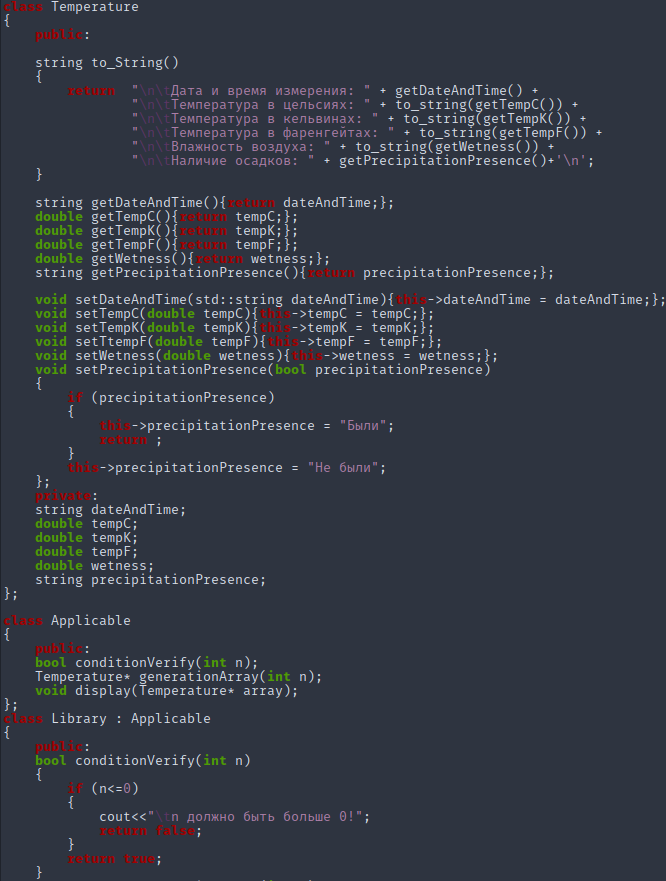 class Temperature
{
    public:

    string to_String()
    {
        return  "\n\tДата и время измерения: " + getDateAndTime() +
                "\n\tТемпература в цельсиях: " + to_string(getTempC()) +
                "\n\tТемпература в кельвинах: " + to_string(getTempK()) +
                "\n\tТемпература в фаренгейтах: " + to_string(getTempF()) +
                "\n\tВлажность воздуха: " + to_string(getWetness()) +
                "\n\tНаличие осадков: " + getPrecipitationPresence()+'\n';
    }

    string getDateAndTime(){return dateAndTime;};
    double getTempC(){return tempC;};
    double getTempK(){return tempK;};
    double getTempF(){return tempF;};
    double getWetness(){return wetness;};
    string getPrecipitationPresence(){return precipitationPresence;};

    void setDateAndTime(std::string dateAndTime){this->dateAndTime = dateAndTime;};
    void setTempC(double tempC){this->tempC = tempC;};
    void setTempK(double tempK){this->tempK = tempK;};
    void setTtempF(double tempF){this->tempF = tempF;};
    void setWetness(double wetness){this->wetness = wetness;};
    void setPrecipitationPresence(bool precipitationPresence)
    {
        if (precipitationPresence)
        {
            this->precipitationPresence = "Были";
            return ;
        }
        this->precipitationPresence = "Не были";
    };
    private:
    string dateAndTime;
    double tempC;
    double tempK;
    double tempF;
    double wetness;
    string precipitationPresence;
};

class Applicable
{
    public:
    bool conditionVerify(int n);
    Temperature* generationArray(int n);
    void display(Temperature* array);
};
class Library : Applicable
{
    public:
    bool conditionVerify(int n)
    {
        if (n<=0)
        {
            cout<<"\tn должно быть больше 0!";
            return false;
        }
        return true;
    }